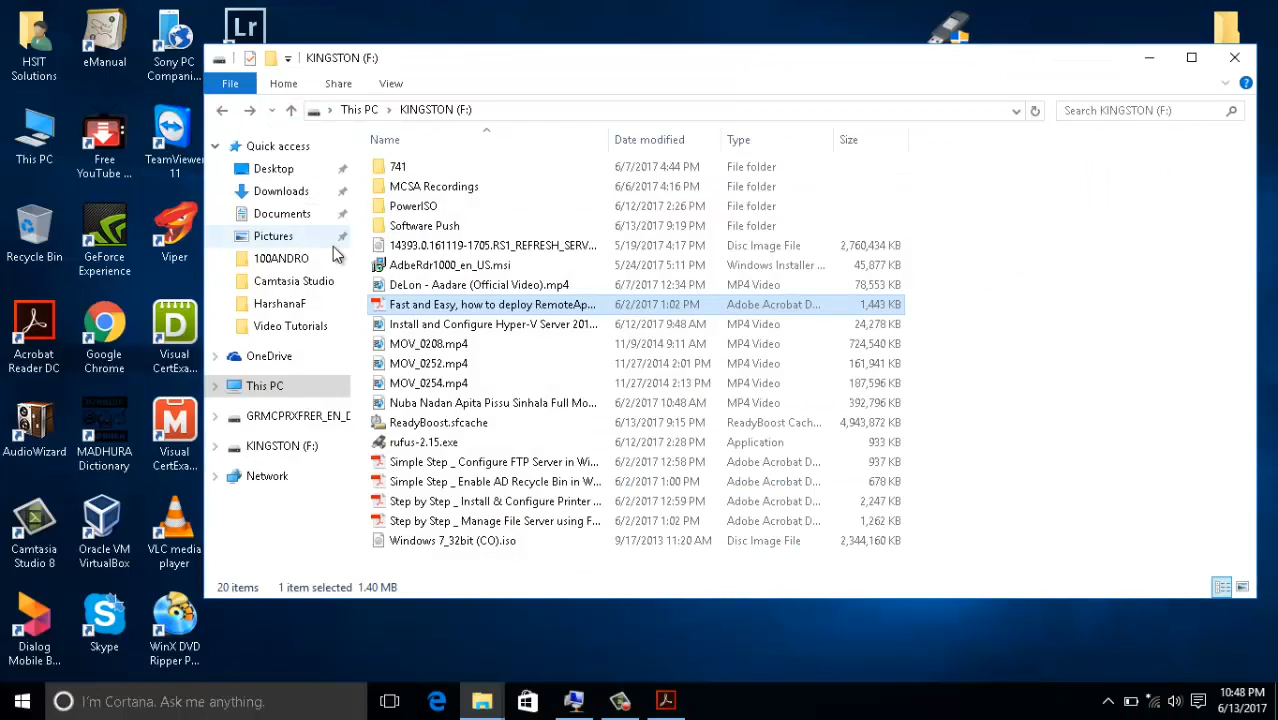 Lr
HSIT Solutions
eManual
Sony PC Compani...
This PC
Free YouTube ...
TeamViewer 11
Recycle Bin
GeForce Experience
Viper
Acrobat Reader DC
Google Chrome
Visual CertExa...
AudioWizard
MADHURA Dictionary
Visual CertExa...
Camtasia Studio 8
Oracle VM VirtualBox
VLC media player
Dialog Mobile B...
Skype
WinX DVD Ripper P...
KINGSTON (F:)
File Home Share View
This PC KINGSTON (F:) Search KINGSTON (F:)
Quick access
Desktop
Downloads
Documents
Pictures
100ANDRO
Camtasia Studio
HarshanaF
Video Tutorials
OneDrive
This PC
GRMCPRXFRER_EN_D
KINGSTON (F:)
Network
Name Date modified Type Size
741 6/7/2017 4:44 PM File folder
MCSA Recordings 6/6/2017 4:16 PM File folder
PowerISO 6/12/2017 2:26 PM File folder
Software Push 6/13/2017 9:19 PM File folder
14393.0.161119-1705.RS1_REFRESH_SERV... 5/19/2017 4:17 PM Disc Image File 2,760,434 KB
AdbeRdr1000_en_US.msi 5/24/2017 5:11 PM Windows Installer ... 45,877 KB
DeLon - Aadare (Official Video).mp4 6/7/2017 12:34 PM MP4 Video 78,553 KB
Fast and Easy, how to deploy RemoteAp... 6/2/2017 1:02 PM Adobe Acrobat D... 1,443 KB
Install and Configure Hyper-V Server 201... 6/12/2017 9:48 AM MP4 Video 24,278 KB
MOV_0208.mp4 11/9/2014 9:11 AM MP4 Video 724,540 KB
MOV_0252.mp4 11/27/2014 2:01 PM MP4 Video 161,941 KB
MOV_0254.mp4 11/27/2014 2:13 PM MP4 Video 187,596 KB
Nuba Nadan Apita Pissu Sinhala Full Mo... 6/2/2017 10:48 AM MP4 Video 392,796 KB
ReadyBoost.sfcache 6/13/2017 9:15 PM ReadyBoost Cach... 4,943,872 KB
rufus-2.15.exe 6/12/2017 2:28 PM Application 933 KB
Simple Step _ Configure FTP Server in Wi... 6/2/2017 12:58 PM Adobe Acrobat D... 937 KB
Simple Step _ Enable AD Recycle Bin in W... 6/2/2017 1:00 PM Adobe Acrobat D... 678 KB
Step by Step _ Install & Configure Printer ... 6/2/2017 12:59 PM Adobe Acrobat D... 2,247 KB
Step by Step _ Manage File Server using F... 6/2/2017 1:02 PM Adobe Acrobat D... 1,262 KB
Windows 7_32bit (CO).iso 9/17/2013 11:20 AM Disc Image File 2,344,160 KB
20 items 1 item selected 1.40 MB
I'm Cortana. Ask me anything.
10:48 PM
6/13/2017